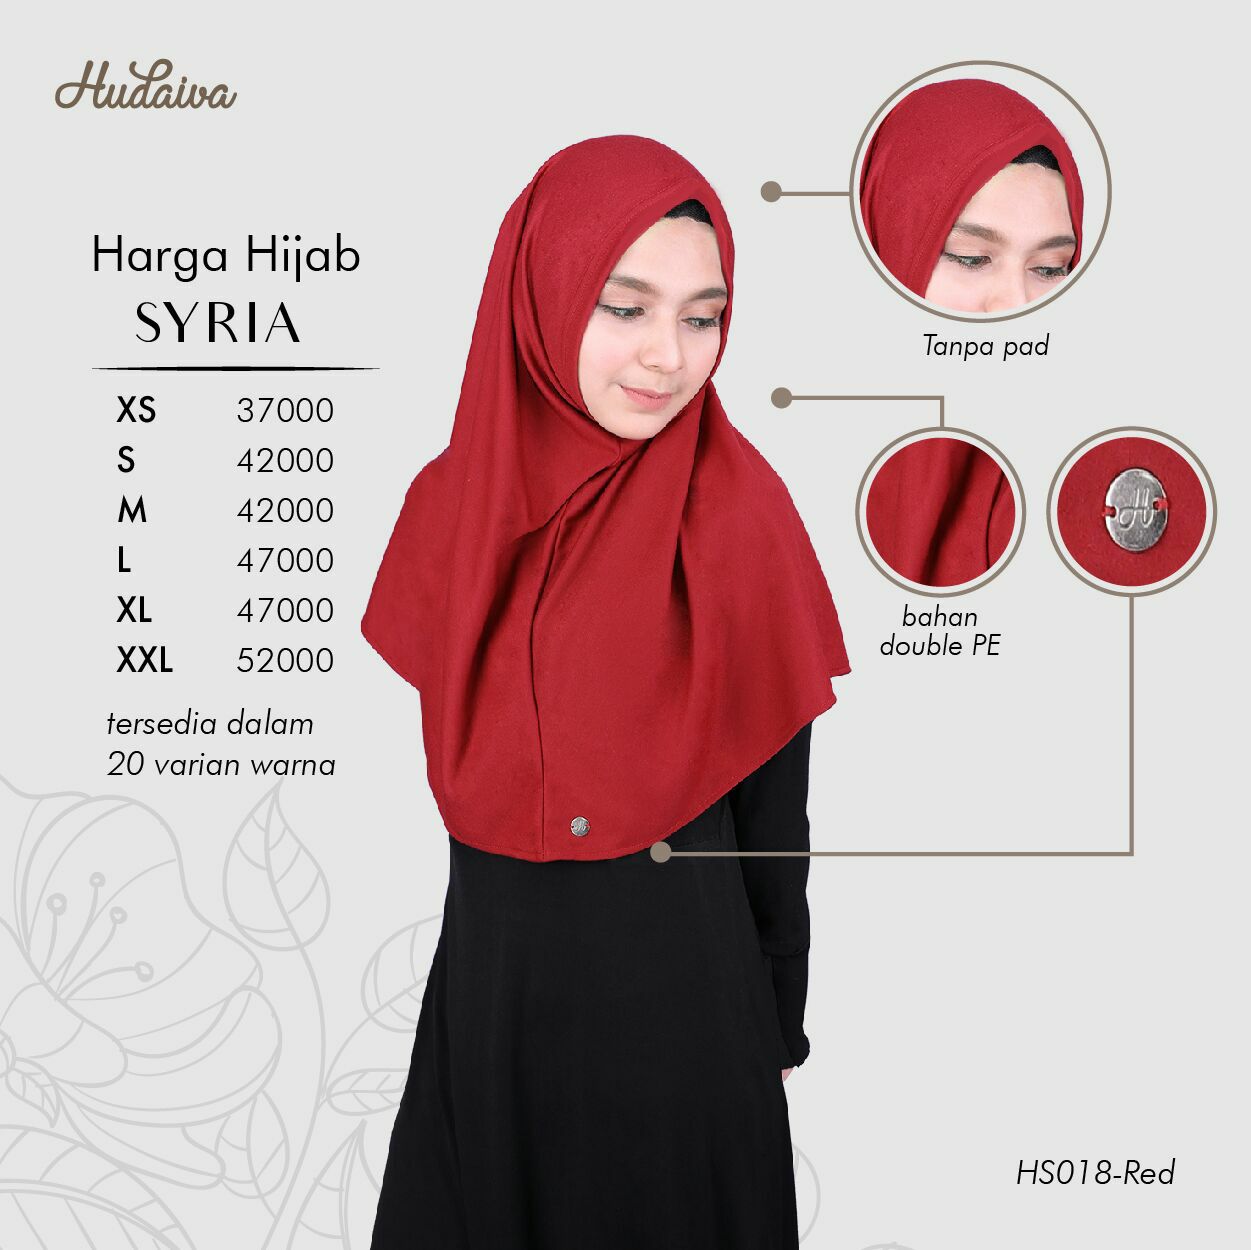 Hudaiva
Harga Hijab
SYRIA
XS 37000
S 42000
M 42000
L 47000
XL 47000
XXL 52000
tersedia dalam
20 varian warna
Tanpa pad
bahan
double PE
H
HS018-Red